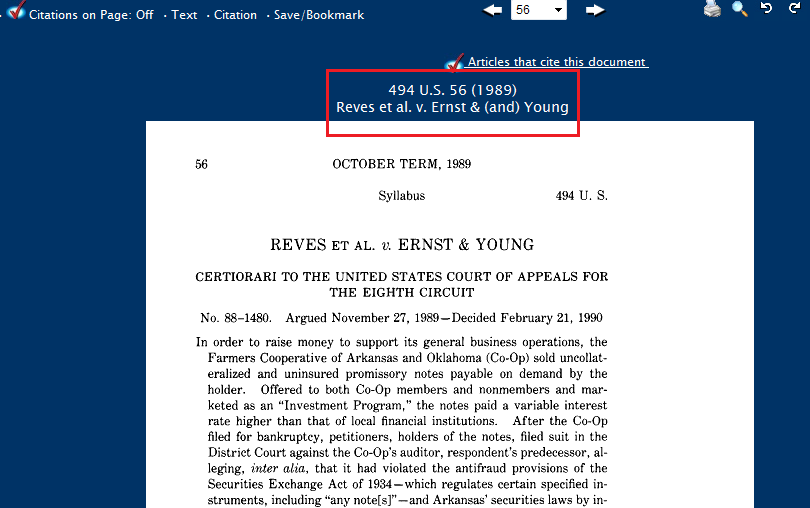 Citations on Page: Off · Text · Citation · Save/Bookmark
56
Articles that cite this document
494 U.S. 56 (1989)
Reves et al. v. Ernst & (and) Young
56 OCTOBER TERM, 1989
Syllabus 494 U. S.
REVES ET AL. v. ERNST & YOUNG
CERTIORARI TO THE UNITED STATES COURT OF APPEALS FOR
THE EIGHTH CIRCUIT
No. 88–1480. Argued November 27, 1989—Decided February 21, 1990
In order to raise money to support its general business operations, the
Farmers Cooperative of Arkansas and Oklahoma (Co-Op) sold uncollat-
eralized and uninsured promissory notes payable on demand by the
holder. Offered to both Co-Op members and nonmembers and mar-
keted as an “Investment Program,” the notes paid a variable interest
rate higher than that of local financial institutions. After the Co-Op
filed for bankruptcy, petitioners, holders of the notes, filed suit in the
District Court against the Co-Op's auditor, respondent's predecessor, al-
leging, inter alia, that it had violated the antifraud provisions of the
Securities Exchange Act of 1934—which regulates certain specified in-
struments, including “any note[s]”—and Arkansas' securities laws by in-